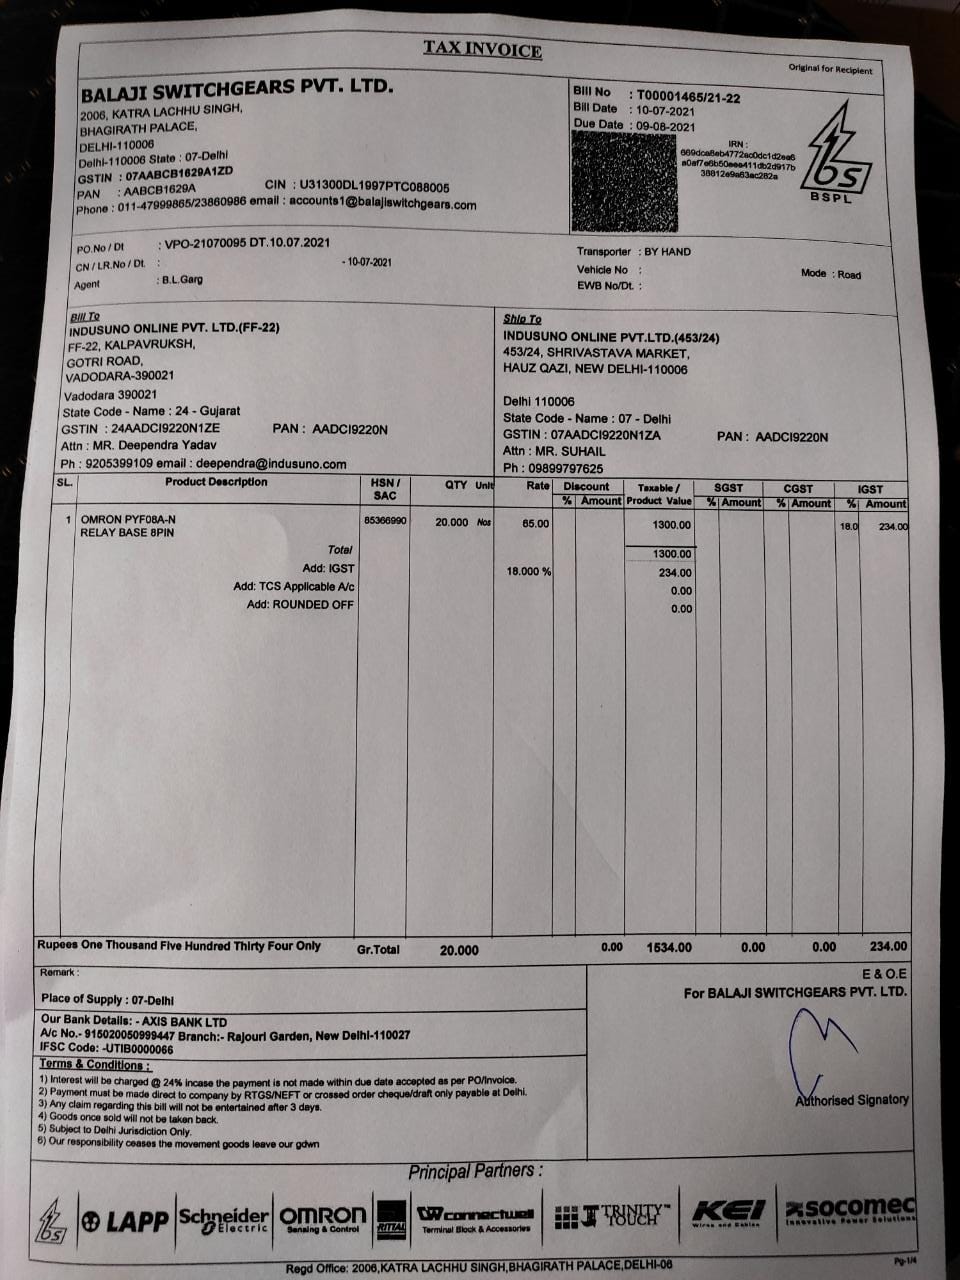 TAX INVOICE
Original for Recipient
BALAJI SWITCHGEARS PVT. LTD.
2006, KATRA LACHHU SINGH,
BHAGIRATH PALACE,
DELHI-110006
Delhi-110006 State : 07-Delhi
GSTIN : 07AABCB1629A1ZD
PAN : AABCB1629A CIN : U31300DL1997PTC088005
Phone : 011-47999865/23860986 email : accounts1@balajiswitchgears.com
Bill No : T00001465/21-22
Bill Date : 10-07-2021
Due Date : 09-08-2021
IRN :
bs
BSPL
PO.No / Dt : VPO-21070095 DT.10.07.2021
CN / LR.No / Dt. : - 10-07-2021
Agent : B.L.Garg
Transporter : BY HAND
Vehicle No :
EWB No/Dt. :
Mode : Road
Bill To
INDUSUNO ONLINE PVT. LTD.(FF-22)
FF-22, KALPAVRUKSH,
GOTRI ROAD,
VADODARA-390021
Vadodara 390021
State Code - Name : 24 - Gujarat
GSTIN : 24AADCI9220N1ZE PAN : AADCI9220N
Attn : MR. Deependra Yadav
Ph : 9205399109 email : deependra@indusuno.com
Ship To
INDUSUNO ONLINE PVT.LTD.(453/24)
453/24, SHRIVASTAVA MARKET,
HAUZ QAZI, NEW DELHI-110006
Delhi 110006
State Code - Name : 07 - Delhi
GSTIN : 07AADCI9220N1ZA PAN : AADCI9220N
Attn : MR. SUHAIL
Ph : 09899797625
SL. Product Description HSN / SAC QTY Unit Rate Discount Taxable / Product Value SGST CGST IGST
% Amount % Amount % Amount % Amount
1 OMRON PYF08A-N 85366990 20.000 Nos 65.00 1300.00 18.0 234.00
RELAY BASE 8PIN
Total 1300.00
Add: IGST 18.000 % 234.00
Add: TCS Applicable A/c 0.00
Add: ROUNDED OFF 0.00
Rupees One Thousand Five Hundred Thirty Four Only Gr.Total 20.000 0.00 1534.00 0.00 0.00 234.00
Remark :
Place of Supply : 07-Delhi
Our Bank Details: - AXIS BANK LTD
A/c No.- 915020050999447 Branch:- Rajouri Garden, New Delhi-110027
IFSC Code: -UTIB0000066
Terms & Conditions :
1) Interest will be charged @ 24% incase the payment is not made within due date accepted as per PO/Invoice.
2) Payment must be made direct to company by RTGS/NEFT or crossed order cheque/draft only payable at Delhi.
3) Any claim regarding this bill will not be entertained after 3 days.
4) Goods once sold will not be taken back.
5) Subject to Delhi Jurisdiction Only.
6) Our responsibility ceases the movement goods leave our gdwn
E & O.E
For BALAJI SWITCHGEARS PVT. LTD.
Authorised Signatory
Principal Partners :
bs
LAPP
Schneider Electric
OMRON
Sensing & Control
RITTAL
connectwell
Terminal Block & Accessories
TRINITY TOUCH
KEI
Wires and Cables
socomec
Innovative Power Solutions
Regd Office: 2006,KATRA LACHHU SINGH,BHAGIRATH PALACE,DELHI-06
Pg-1/4